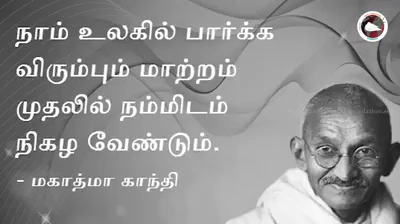 நாம் உலகில் பார்க்க
விரும்பும் மாற்றம்
முதலில் நம்மிடம்
நிகழ வேண்டும்.
- மகாத்மா காந்தி